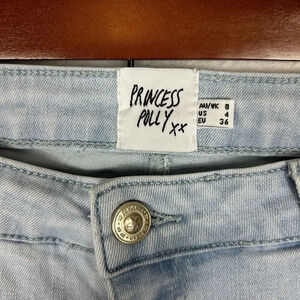 PRINCESS
POLLY xx
AU/UK 8
US 4
EU 36